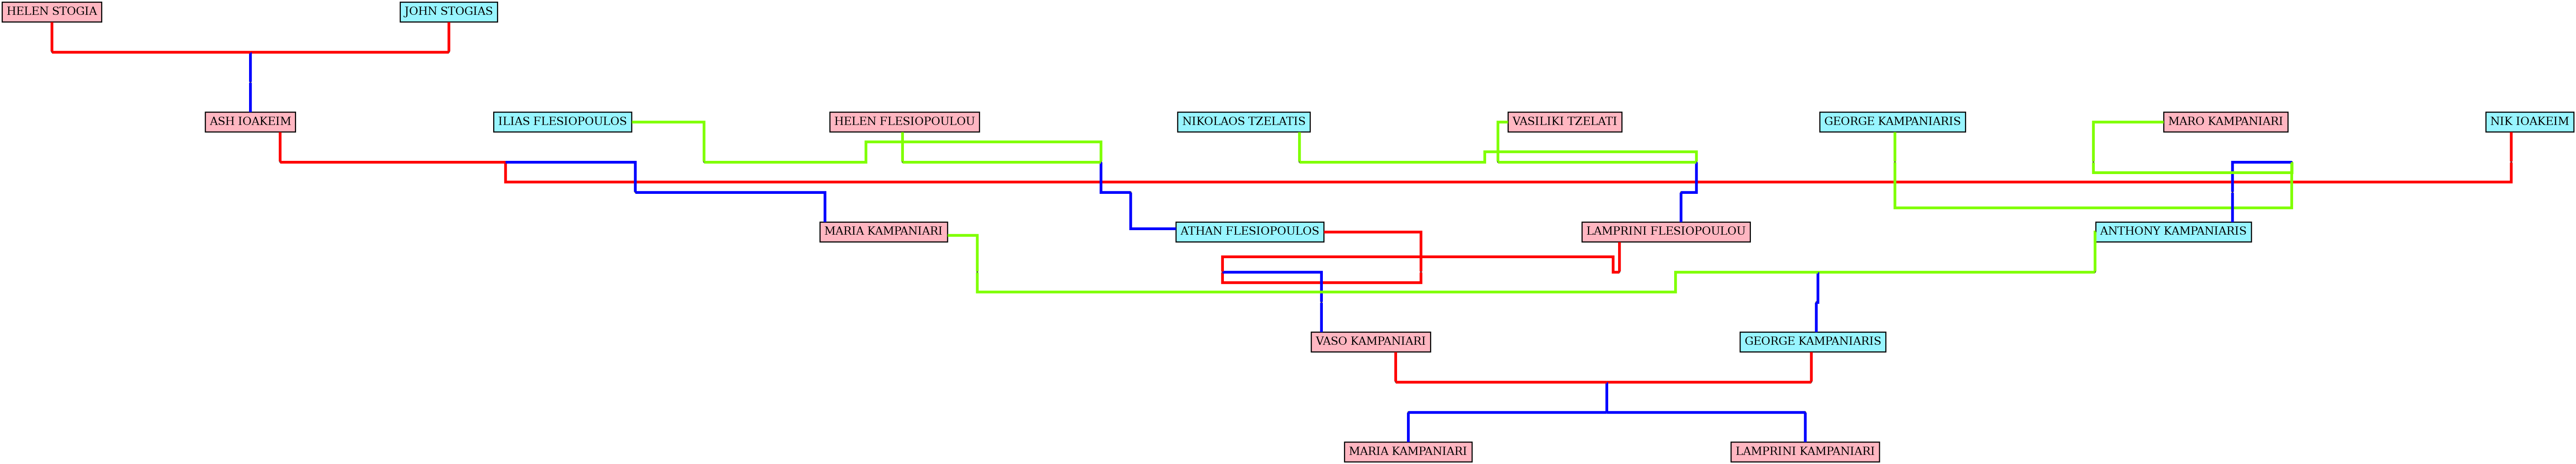 HELEN STOGIA
JOHN STOGIAS
ASH IOAKEIM
ILIAS FLESIOPOULOS
HELEN FLESIOPOULOU
NIKOLAOS TZELATIS
VASILIKI TZELATI
GEORGE KAMPANIARIS
MARO KAMPANIARI
NIK IOAKEIM
MARIA KAMPANIARI
ATHAN FLESIOPOULOS
LAMPRINI FLESIOPOULOU
ANTHONY KAMPANIARIS
VASO KAMPANIARI
GEORGE KAMPANIARIS
MARIA KAMPANIARI
LAMPRINI KAMPANIARI